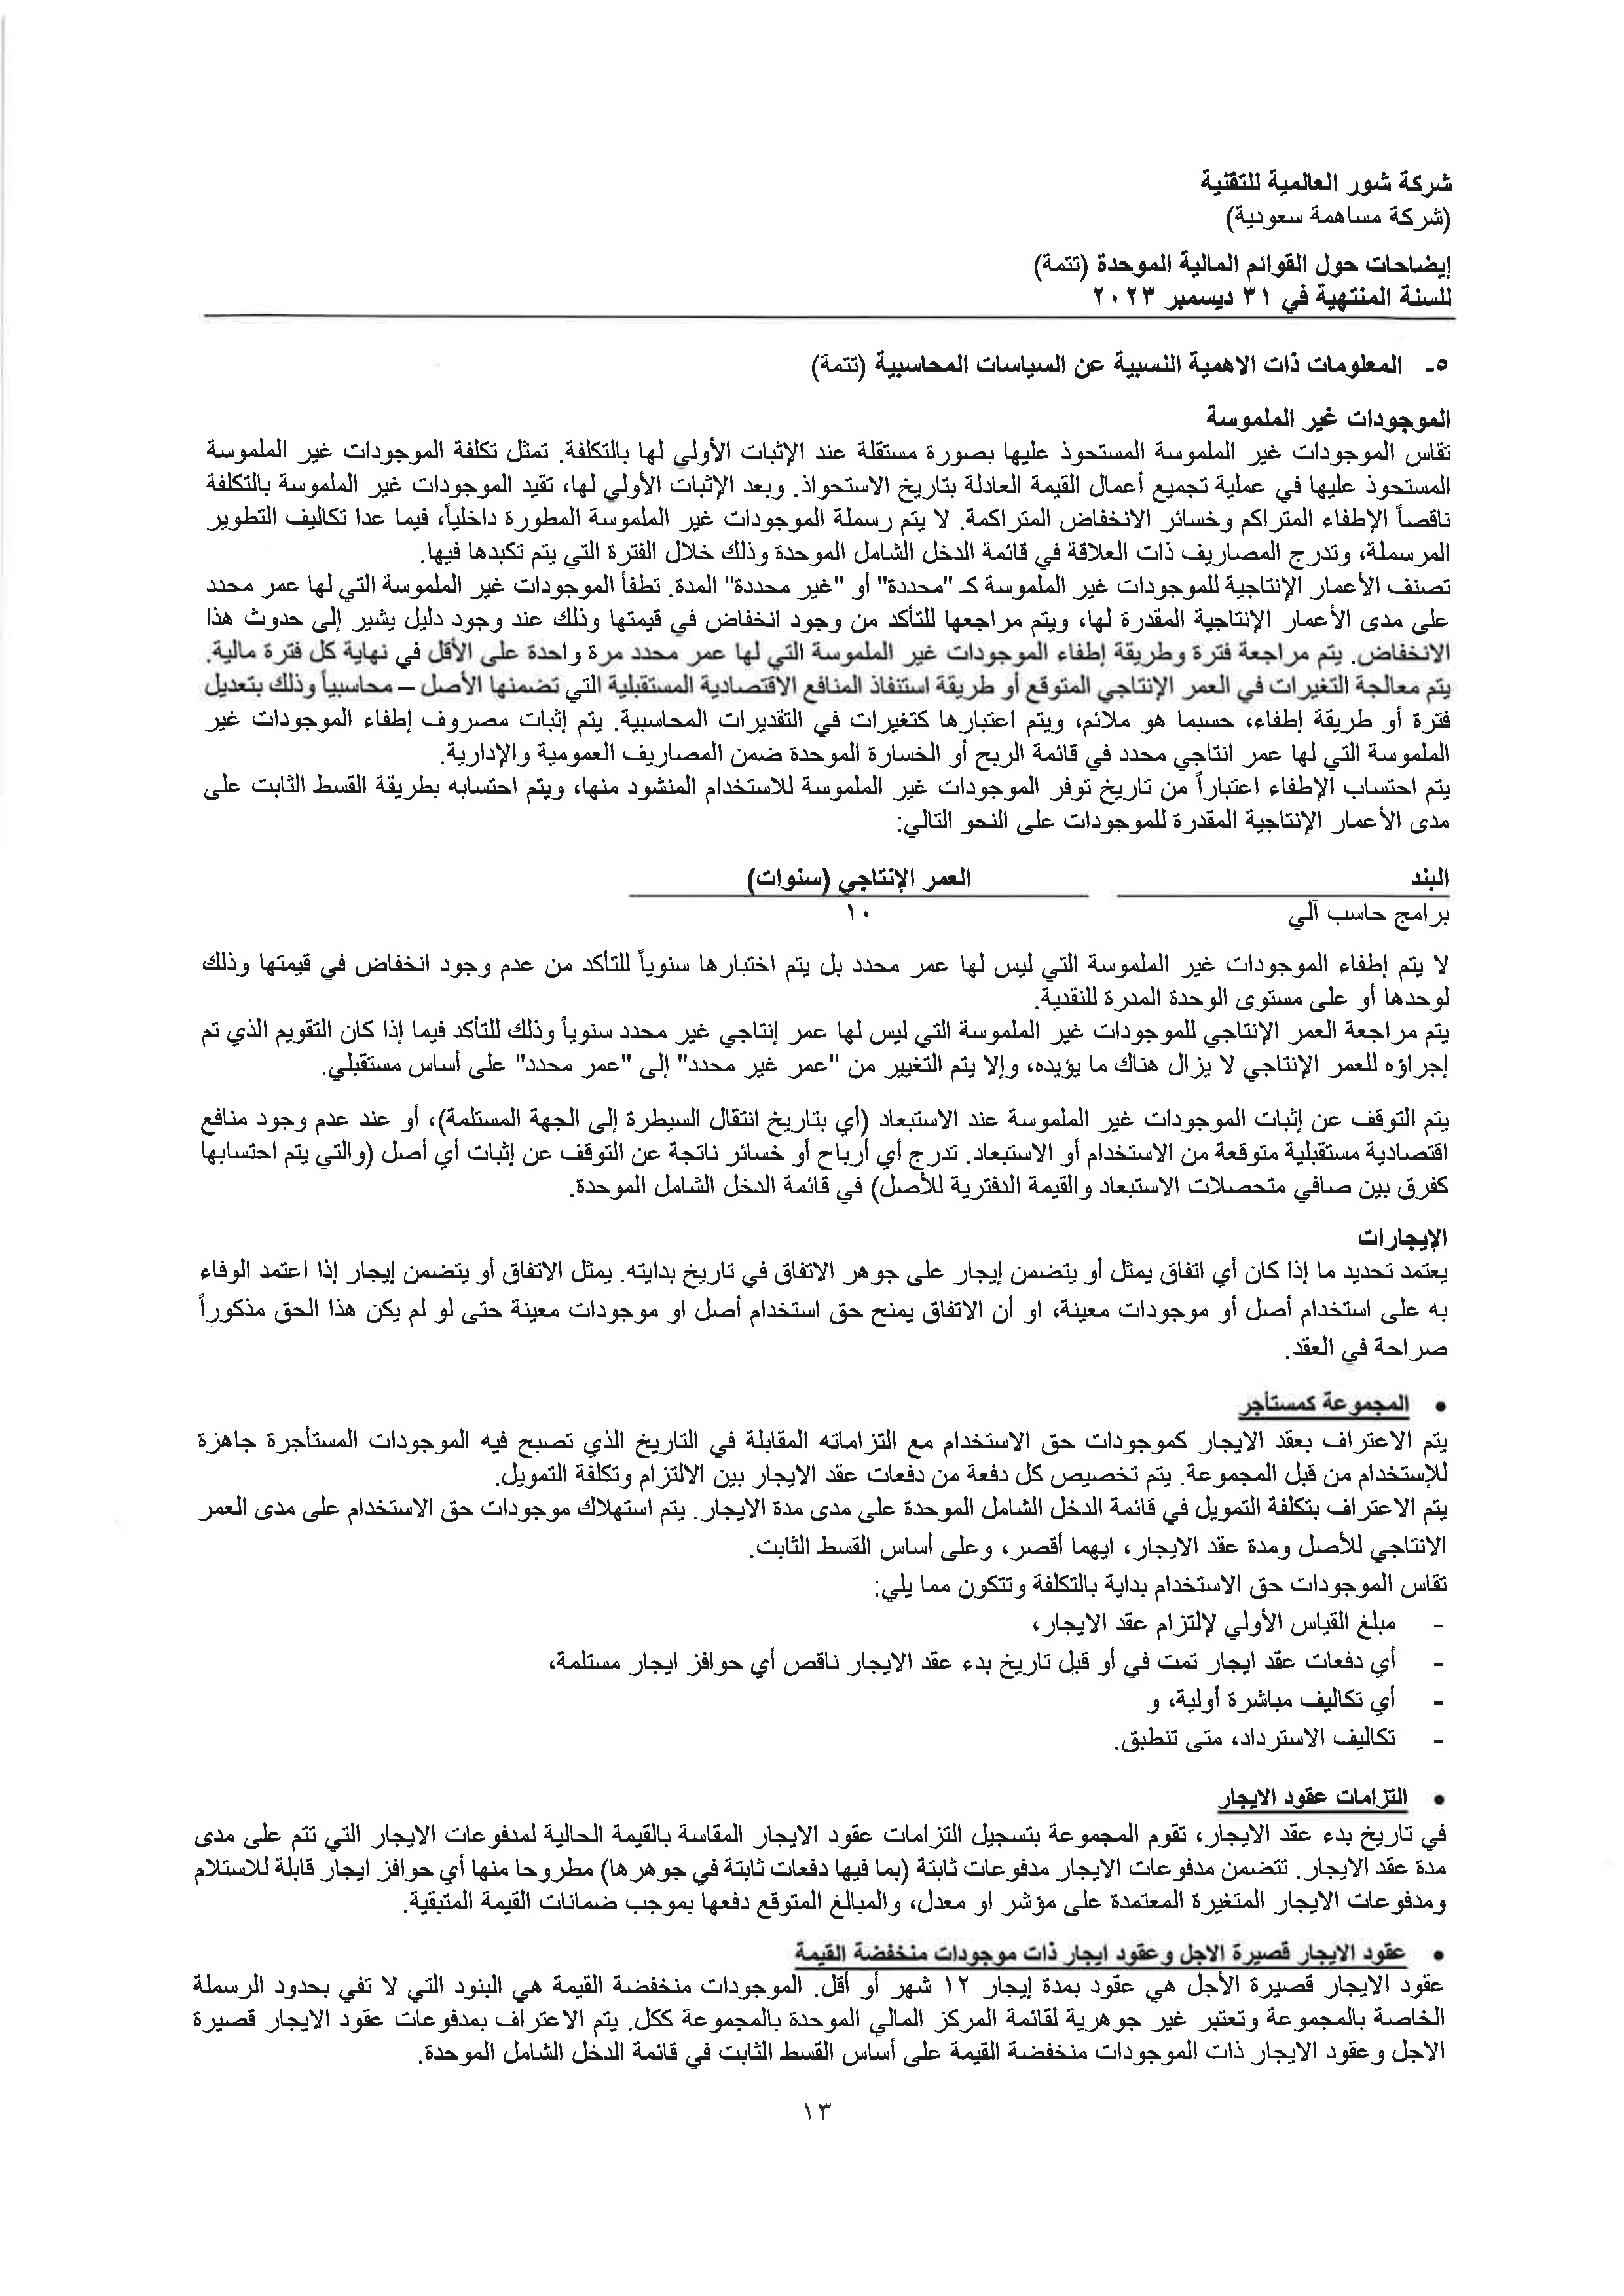 شركة شور العالمية للتقنية
(شركة مساهمة سعودية)
إيضاحات حول القوائم المالية الموحدة (تتمة)
للسنة المنتهية في ٣١ ديسمبر ٢٠٢٣
٥- المعلومات ذات الاهمية النسبية عن السياسات المحاسبية (تتمة)
الموجودات غير الملموسة
تقاس الموجودات غير الملموسة المستحوذ عليها بصورة مستقلة عند الإثبات الأولي لها بالتكلفة. تمثل تكلفة الموجودات غير الملموسة
المستحوذ عليها في عملية تجميع أعمال القيمة العادلة بتاريخ الاستحواذ. وبعد الإثبات الأولي لها، تقيد الموجودات غير الملموسة بالتكلفة
ناقصاً الإطفاء المتراكم وخسائر الانخفاض المتراكمة. لا يتم رسملة الموجودات غير الملموسة المطورة داخلياً، فيما عدا تكاليف التطوير
المرسملة، وتدرج المصاريف ذات العلاقة في قائمة الدخل الشامل الموحدة وذلك خلال الفترة التي يتم تكبدها فيها.
تصنف الأعمار الإنتاجية للموجودات غير الملموسة كـ "محددة" أو "غير محددة" المدة. تطفأ الموجودات غير الملموسة التي لها عمر محدد
على مدى الأعمار الإنتاجية المقدرة لها، ويتم مراجعها للتأكد من وجود انخفاض في قيمتها وذلك عند وجود دليل يشير إلى حدوث هذا
الانخفاض. يتم مراجعة فترة وطريقة إطفاء الموجودات غير الملموسة التي لها عمر محدد مرة واحدة على الأقل في نهاية كل فترة مالية.
يتم معالجة التغيرات في العمر الإنتاجي المتوقع أو طريقة استنفاذ المنافع الاقتصادية المستقبلية التي تضمنها الأصل – محاسبياً وذلك بتعديل
فترة أو طريقة إطفاء، حسبما هو ملائم، ويتم اعتبارها كتغيرات في التقديرات المحاسبية. يتم إثبات مصروف إطفاء الموجودات غير
الملموسة التي لها عمر انتاجي محدد في قائمة الربح أو الخسارة الموحدة ضمن المصاريف العمومية والإدارية.
يتم احتساب الإطفاء اعتباراً من تاريخ توفر الموجودات غير الملموسة للاستخدام المنشود منها، ويتم احتسابه بطريقة القسط الثابت على
مدى الأعمار الإنتاجية المقدرة للموجودات على النحو التالي:
البند العمر الإنتاجي (سنوات)
برامج حاسب آلي ١٠
لا يتم إطفاء الموجودات غير الملموسة التي ليس لها عمر محدد بل يتم اختبارها سنوياً للتأكد من عدم وجود انخفاض في قيمتها وذلك
لوحدها أو على مستوى الوحدة المدرة للنقدية.
يتم مراجعة العمر الإنتاجي للموجودات غير الملموسة التي ليس لها عمر إنتاجي غير محدد سنوياً وذلك للتأكد فيما إذا كان التقويم الذي تم
إجراؤه للعمر الإنتاجي لا يزال هناك ما يؤيده، وإلا يتم التغيير من "عمر غير محدد" إلى "عمر محدد" على أساس مستقبلي.
يتم التوقف عن إثبات الموجودات غير الملموسة عند الاستبعاد (أي بتاريخ انتقال السيطرة إلى الجهة المستلمة)، أو عند عدم وجود منافع
اقتصادية مستقبلية متوقعة من الاستخدام أو الاستبعاد. تدرج أي أرباح أو خسائر ناتجة عن التوقف عن إثبات أي أصل (والتي يتم احتسابها
كفرق بين صافي متحصلات الاستبعاد والقيمة الدفترية للأصل) في قائمة الدخل الشامل الموحدة.
الإيجارات
يعتمد تحديد ما إذا كان أي اتفاق يمثل أو يتضمن إيجار على جوهر الاتفاق في تاريخ بدايته. يمثل الاتفاق أو يتضمن إيجار إذا اعتمد الوفاء
به على استخدام أصل أو موجودات معينة، او أن الاتفاق يمنح حق استخدام أصل او موجودات معينة حتى لو لم يكن هذا الحق مذكوراً
صراحة في العقد.
• المجموعة كمستأجر
يتم الاعتراف بعقد الايجار كموجودات حق الاستخدام مع التزاماته المقابلة في التاريخ الذي تصبح فيه الموجودات المستأجرة جاهزة
للإستخدام من قبل المجموعة. يتم تخصيص كل دفعة من دفعات عقد الايجار بين الالتزام وتكلفة التمويل.
يتم الاعتراف بتكلفة التمويل في قائمة الدخل الشامل الموحدة على مدى مدة الايجار. يتم استهلاك موجودات حق الاستخدام على مدى العمر
الانتاجي للأصل ومدة عقد الايجار، ايهما أقصر، وعلى أساس القسط الثابت.
تقاس الموجودات حق الاستخدام بداية بالتكلفة وتتكون مما يلي:
- مبلغ القياس الأولي لإلتزام عقد الايجار،
- أي دفعات عقد ايجار تمت في أو قبل تاريخ بدء عقد الايجار ناقص أي حوافز ايجار مستلمة،
- أي تكاليف مباشرة أولية، و
- تكاليف الاسترداد، متى تنطبق.
• التزامات عقود الايجار
في تاريخ بدء عقد الايجار، تقوم المجموعة بتسجيل التزامات عقود الايجار المقاسة بالقيمة الحالية لمدفوعات الايجار التي تتم على مدى
مدة عقد الايجار. تتضمن مدفوعات الايجار مدفوعات ثابتة (بما فيها دفعات ثابتة في جوهرها) مطروحا منها أي حوافز ايجار قابلة للاستلام
ومدفوعات الايجار المتغيرة المعتمدة على مؤشر او معدل، والمبالغ المتوقع دفعها بموجب ضمانات القيمة المتبقية.
• عقود الايجار قصيرة الاجل وعقود ايجار ذات موجودات منخفضة القيمة
عقود الايجار قصيرة الأجل هي عقود بمدة إيجار ١٢ شهر أو أقل. الموجودات منخفضة القيمة هي البنود التي لا تفي بحدود الرسملة
الخاصة بالمجموعة وتعتبر غير جوهرية لقائمة المركز المالي الموحدة بالمجموعة ككل. يتم الاعتراف بمدفوعات عقود الايجار قصيرة
الاجل وعقود الايجار ذات الموجودات منخفضة القيمة على أساس القسط الثابت في قائمة الدخل الشامل الموحدة.
١٣